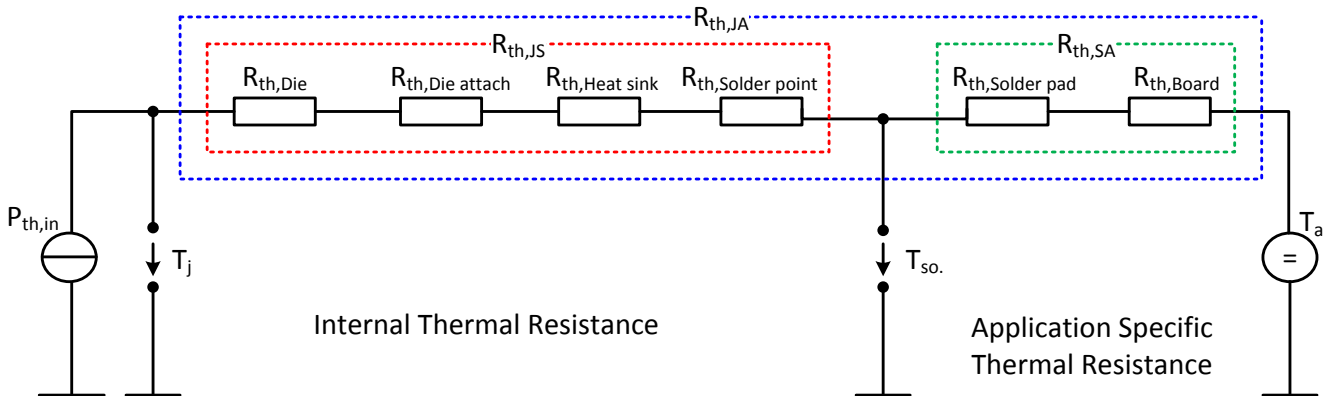 R_th,JA
R_th,JS
R_th,SA
R_th,Die
R_th,Die attach
R_th,Heat sink
R_th,Solder point
R_th,Solder pad
R_th,Board
P_th,in
T_j
T_so.
T_a
=
Internal Thermal Resistance
Application Specific
Thermal Resistance